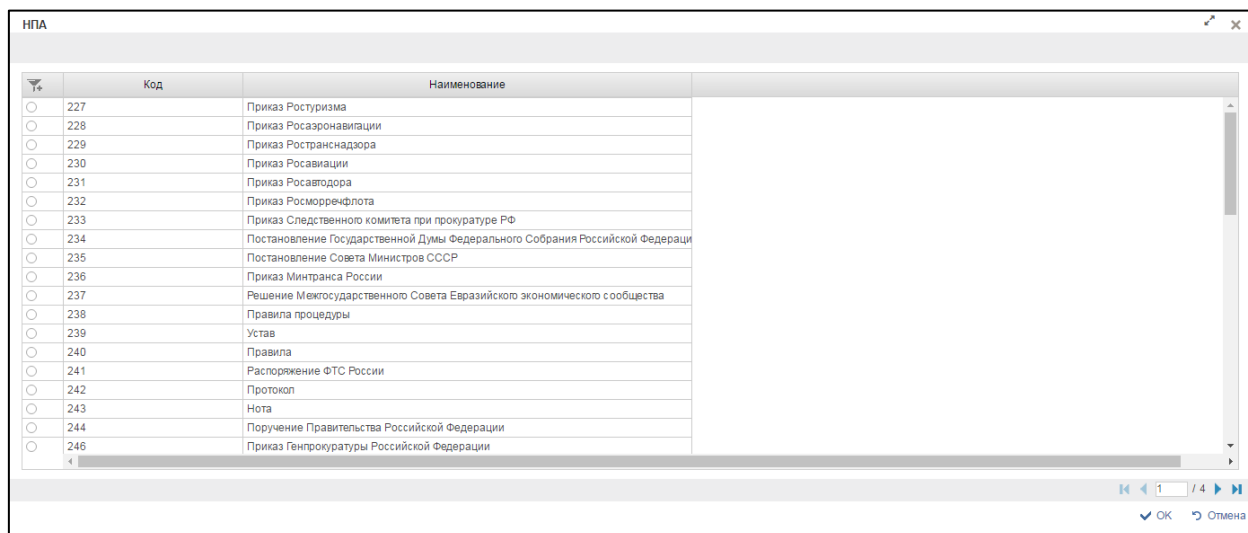 НПА
Код Наименование
227 Приказ Ростуризма
228 Приказ Росаэронавигации
229 Приказ Ространснадзора
230 Приказ Росавиации
231 Приказ Росавтодора
232 Приказ Росморречфлота
233 Приказ Следственного комитета при прокуратуре РФ
234 Постановление Государственной Думы Федерального Собрания Российской Федераци
235 Постановление Совета Министров СССР
236 Приказ Минтранса России
237 Решение Межгосударственного Совета Евразийского экономического сообщества
238 Правила процедуры
239 Устав
240 Правила
241 Распоряжение ФТС России
242 Протокол
243 Нота
244 Поручение Правительства Российской Федерации
246 Приказ Генпрокуратуры Российской Федерации
1 / 4
ОК Отмена